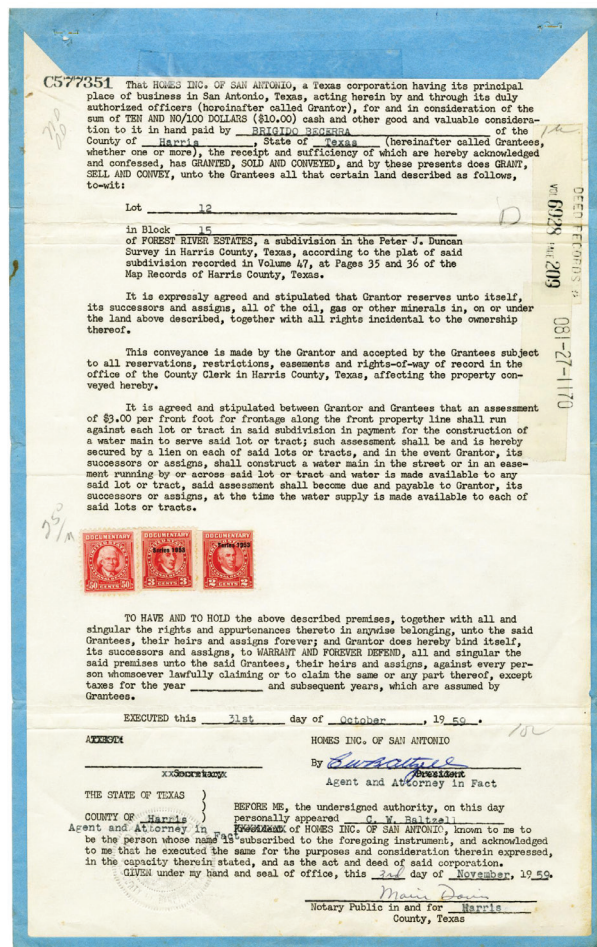 C577351
That HOMES INC. OF SAN ANTONIO, a Texas corporation having its principal
place of business in San Antonio, Texas, acting herein by and through its duly
authorized officers (hereinafter called Grantor), for and in consideration of the
sum of TEN AND NO/100 DOLLARS ($10.00) cash and other good and valuable considera-
tion to it in hand paid by BRIGIDO BECERRA of the
County of Harris, State of Texas (hereinafter called Grantees,
whether one or more), the receipt and sufficiency of which are hereby acknowledged
and confessed, has GRANTED, SOLD AND CONVEYED, and by these presents does GRANT,
SELL AND CONVEY, unto the Grantees all that certain land described as follows,
to-wit:
Lot 12
in Block 15
of FOREST RIVER ESTATES, a subdivision in the Peter J. Duncan
Survey in Harris County, Texas, according to the plat of said
subdivision recorded in Volume 47, at Pages 35 and 36 of the
Map Records of Harris County, Texas.
DEED RECORDS
VOL 6928 PAGE 209
081-27-1170
It is expressly agreed and stipulated that Grantor reserves unto itself,
its successors and assigns, all of the oil, gas or other minerals in, on or under
the land above described, together with all rights incidental to the ownership
thereof.
This conveyance is made by the Grantor and accepted by the Grantees subject
to all reservations, restrictions, easements and rights-of-way of record in the
office of the County Clerk in Harris County, Texas, affecting the property con-
veyed hereby.
It is agreed and stipulated between Grantor and Grantees that an assessment
of $3.00 per front foot for frontage along the front property line shall run
against each lot or tract in said subdivision in payment for the construction of
a water main to serve said lot or tract; such assessment shall be and is hereby
secured by a lien on each of said lots or tracts, and in the event Grantor, its
successors or assigns, shall construct a water main in the street or in an ease-
ment running by or across said lot or tract and water is made available to any
said lot or tract, said assessment shall become due and payable to Grantor, its
successors or assigns, at the time the water supply is made available to each of
said lots or tracts.
DOCUMENTARY DOCUMENTARY DOCUMENTARY
Series 1953 Series 1953
50 CENTS 50 3 CENTS 3 2 CENTS 2
TO HAVE AND TO HOLD the above described premises, together with all and
singular the rights and appurtenances thereto in anywise belonging, unto the said
Grantees, their heirs and assigns forever; and Grantor does hereby bind itself,
its successors and assigns, to WARRANT AND FOREVER DEFEND, all and singular the
said premises unto the said Grantees, their heirs and assigns, against every per-
son whomsoever lawfully claiming or to claim the same or any part thereof, except
taxes for the year and subsequent years, which are assumed by
Grantees.
EXECUTED this 31st day of October, 1959.
ATTEST: HOMES INC. OF SAN ANTONIO
By C W Baltzell
Secretary President
Agent and Attorney in Fact
THE STATE OF TEXAS )
COUNTY OF Harris ) BEFORE ME, the undersigned authority, on this day
personally appeared C. W. Baltzell
Agent and Attorney in Fact President of HOMES INC. OF SAN ANTONIO, known to me to
be the person whose name is subscribed to the foregoing instrument, and acknowledged
to me that he executed the same for the purposes and consideration therein expressed,
in the capacity therein stated, and as the act and deed of said corporation.
GIVEN under my hand and seal of office, this 3rd day of November, 1959.
Notary Public in and for Harris
County, Texas